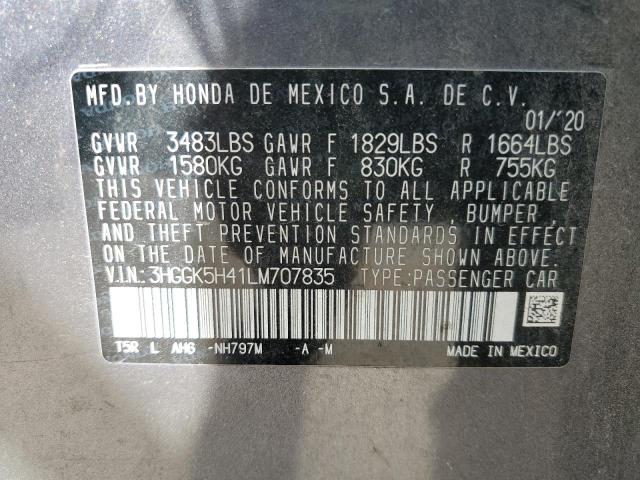 MFD. BY HONDA DE MEXICO S.A. DE C.V.
01/'20
GVWR 3483LBS GAWR F 1829LBS R 1664LBS
GVWR 1580KG GAWR F 830KG R 755KG
THIS VEHICLE CONFORMS TO ALL APPLICABLE
FEDERAL MOTOR VEHICLE SAFETY , BUMPER ,
AND THEFT PREVENTION STANDARDS IN EFFECT
ON THE DATE OF MANUFACTURE SHOWN ABOVE.
V.I.N.:3HGGK5H41LM707835 TYPE:PASSENGER CAR
T5R L AHG -NH797M -A -M MADE IN MEXICO